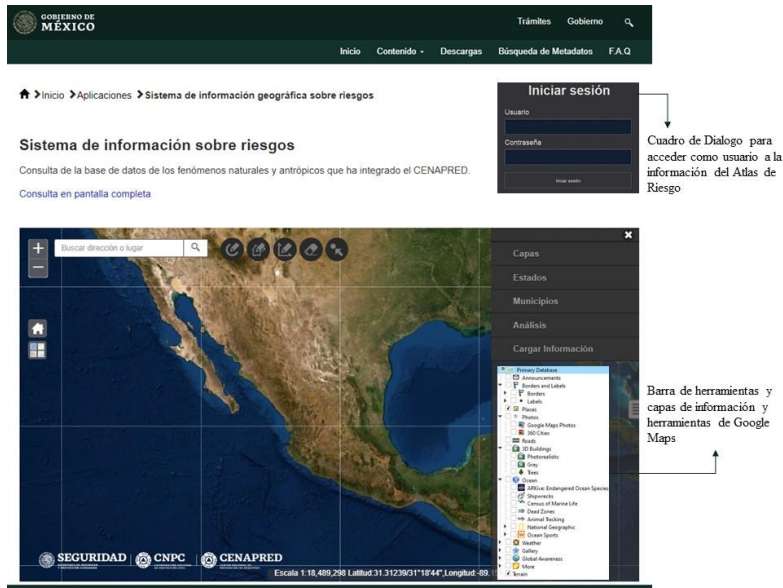 GOBIERNO DE
MÉXICO
Trámites Gobierno
Inicio Contenido Descargas Búsqueda de Metadatos F.A.Q
Inicio Aplicaciones Sistema de información geográfica sobre riesgos
Iniciar sesión
Usuario
Contraseña
Iniciar sesión
Cuadro de Dialogo para
acceder como usuario a la
información del Atlas de
Riesgo
Sistema de información sobre riesgos
Consulta de la base de datos de los fenómenos naturales y antrópicos que ha integrado el CENAPRED.
Consulta en pantalla completa
Buscar dirección o lugar
Capas
Estados
Municipios
Análisis
Cargar Información
Primary Database
Announcements
Borders and Labels
Borders
Labels
Places
Photos
Google Maps Photos
360 Cities
Roads
3D Buildings
Photorealistic
Gray
Trees
Ocean
ARKive: Endangered Ocean Species
Shipwrecks
Census of Marine Life
Dead Zones
Animal Tracking
National Geographic
Ocean Sports
Weather
Gallery
Global Awareness
More
Terrain
Barra de herramientas y
capas de información y
herramientas de Google
Maps
SEGURIDAD CNPC CENAPRED
Escala 1:18,489,298 Latitud:31.31239/31°18'44",Longitud:-89.